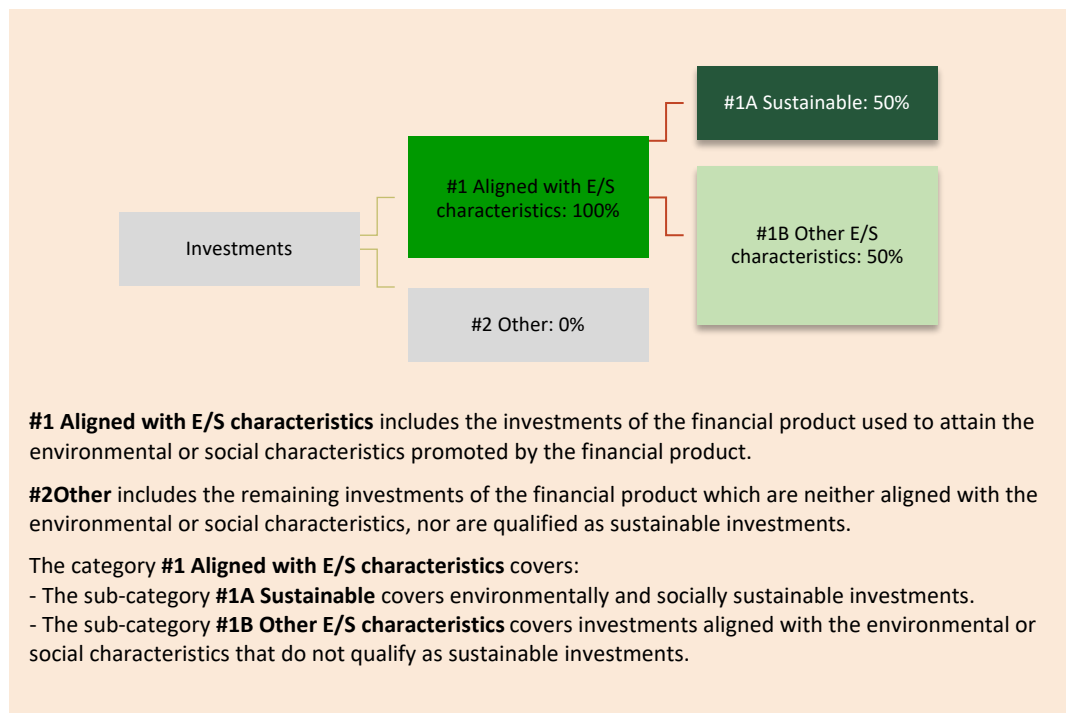 #1A Sustainable: 50%
#1 Aligned with E/S
characteristics: 100%
#1B Other E/S
characteristics: 50%
Investments
#2 Other: 0%
#1 Aligned with E/S characteristics includes the investments of the financial product used to attain the
environmental or social characteristics promoted by the financial product.
#2Other includes the remaining investments of the financial product which are neither aligned with the
environmental or social characteristics, nor are qualified as sustainable investments.
The category #1 Aligned with E/S characteristics covers:
- The sub-category #1A Sustainable covers environmentally and socially sustainable investments.
- The sub-category #1B Other E/S characteristics covers investments aligned with the environmental or
social characteristics that do not qualify as sustainable investments.